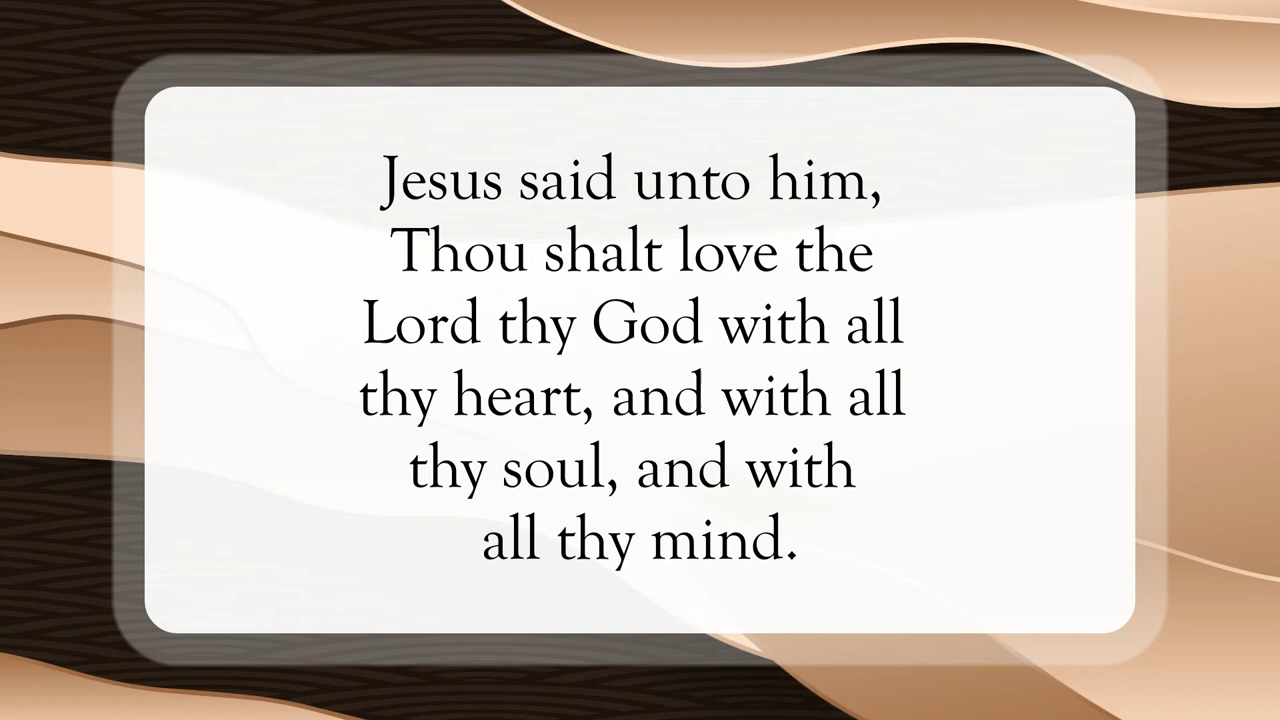 Jesus said unto him,
Thou shalt love the
Lord thy God with all
thy heart, and with all
thy soul, and with
all thy mind.